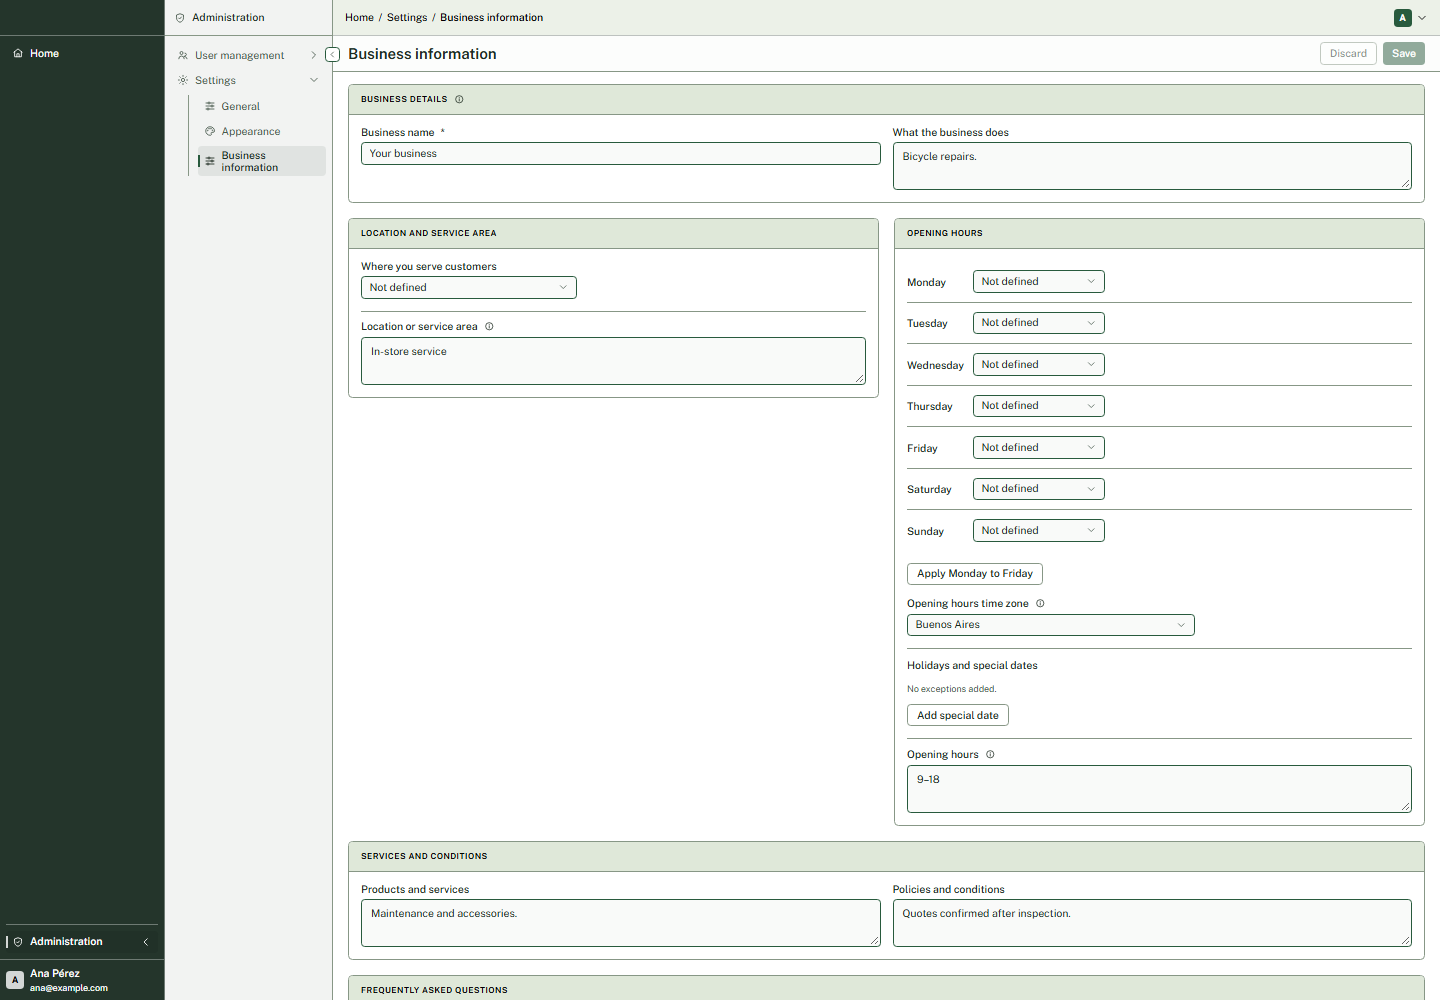 Administration
Home / Settings / Business information
A
Home
User management
Settings
General
Appearance
Business
information
Business information
Discard
Save
BUSINESS DETAILS
Business name *
Your business
What the business does
Bicycle repairs.
LOCATION AND SERVICE AREA
Where you serve customers
Not defined
Location or service area
In-store service
OPENING HOURS
Monday
Not defined
Tuesday
Not defined
Wednesday
Not defined
Thursday
Not defined
Friday
Not defined
Saturday
Not defined
Sunday
Not defined
Apply Monday to Friday
Opening hours time zone
Buenos Aires
Holidays and special dates
No exceptions added.
Add special date
Opening hours
9–18
SERVICES AND CONDITIONS
Products and services
Maintenance and accessories.
Policies and conditions
Quotes confirmed after inspection.
FREQUENTLY ASKED QUESTIONS
Administration
A
Ana Pérez
ana@example.com